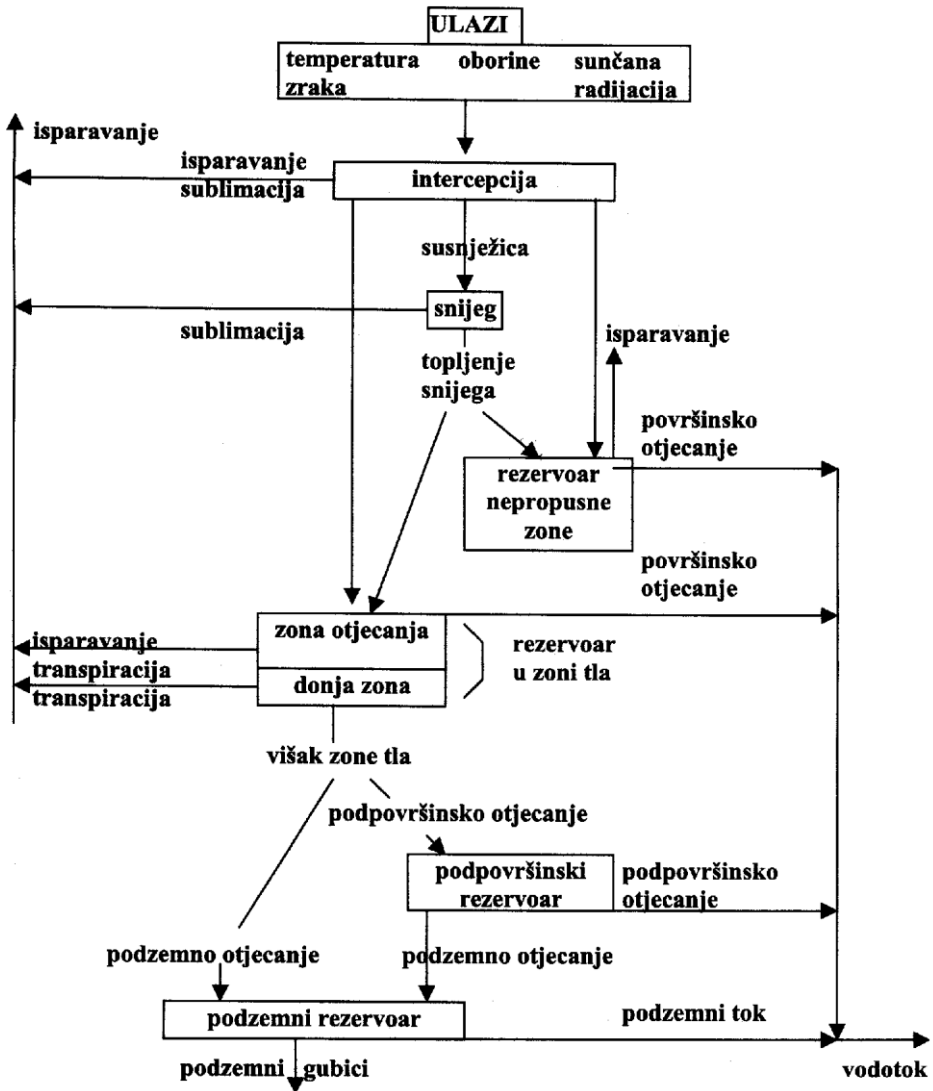 ULAZI
temperatura oborine sunčana
zraka radijacija
isparavanje
isparavanje
sublimacija
intercepcija
susnježica
snijeg
sublimacija
isparavanje
topljenje
snijega
površinsko
otjecanje
rezervoar
nepropusne
zone
površinsko
otjecanje
zona otjecanja
isparavanje
transpiracija
rezervoar
u zoni tla
donja zona
transpiracija
višak zone tla
podpovršinsko otjecanje
podpovršinski
rezervoar
podpovršinsko
otjecanje
podzemno otjecanje
podzemno otjecanje
podzemni rezervoar
podzemni tok
podzemni gubici
vodotok